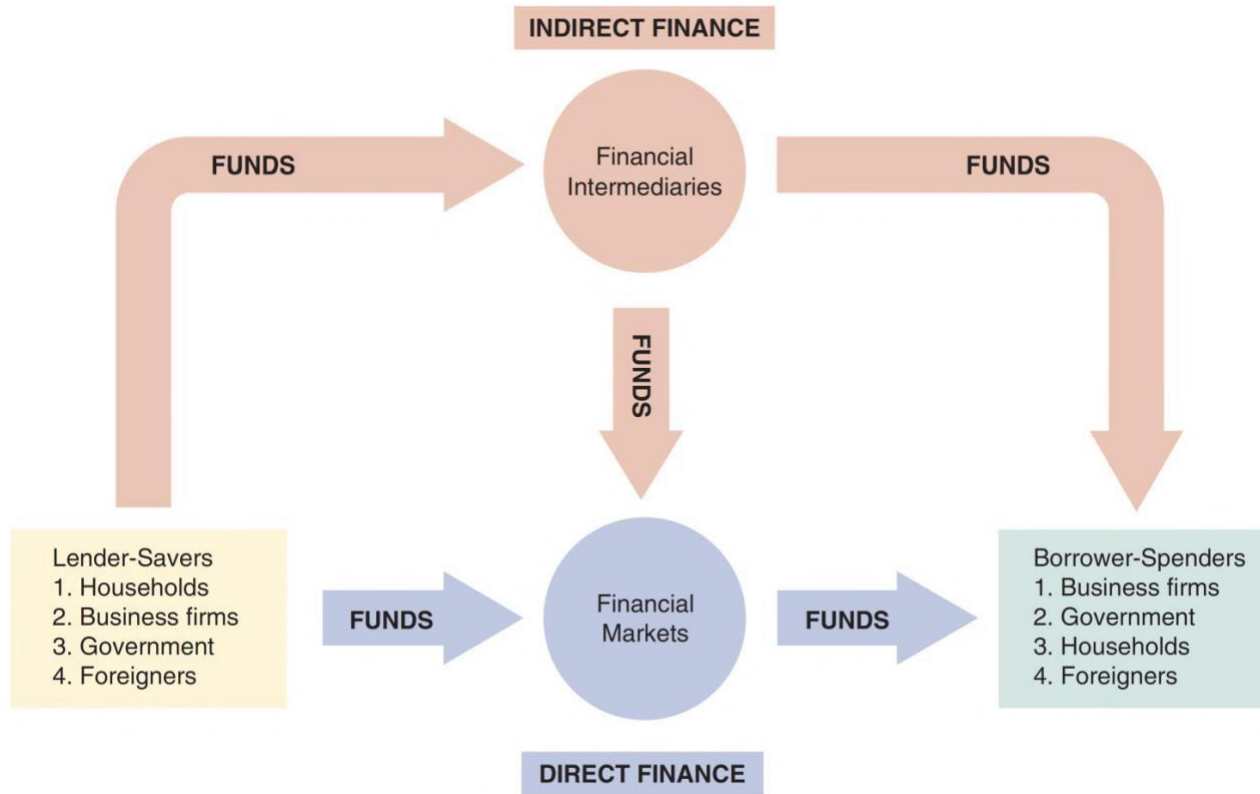 INDIRECT FINANCE
FUNDS
Financial
Intermediaries
FUNDS
FUNDS
Lender-Savers
1. Households
2. Business firms
3. Government
4. Foreigners
FUNDS
Financial
Markets
FUNDS
Borrower-Spenders
1. Business firms
2. Government
3. Households
4. Foreigners
DIRECT FINANCE